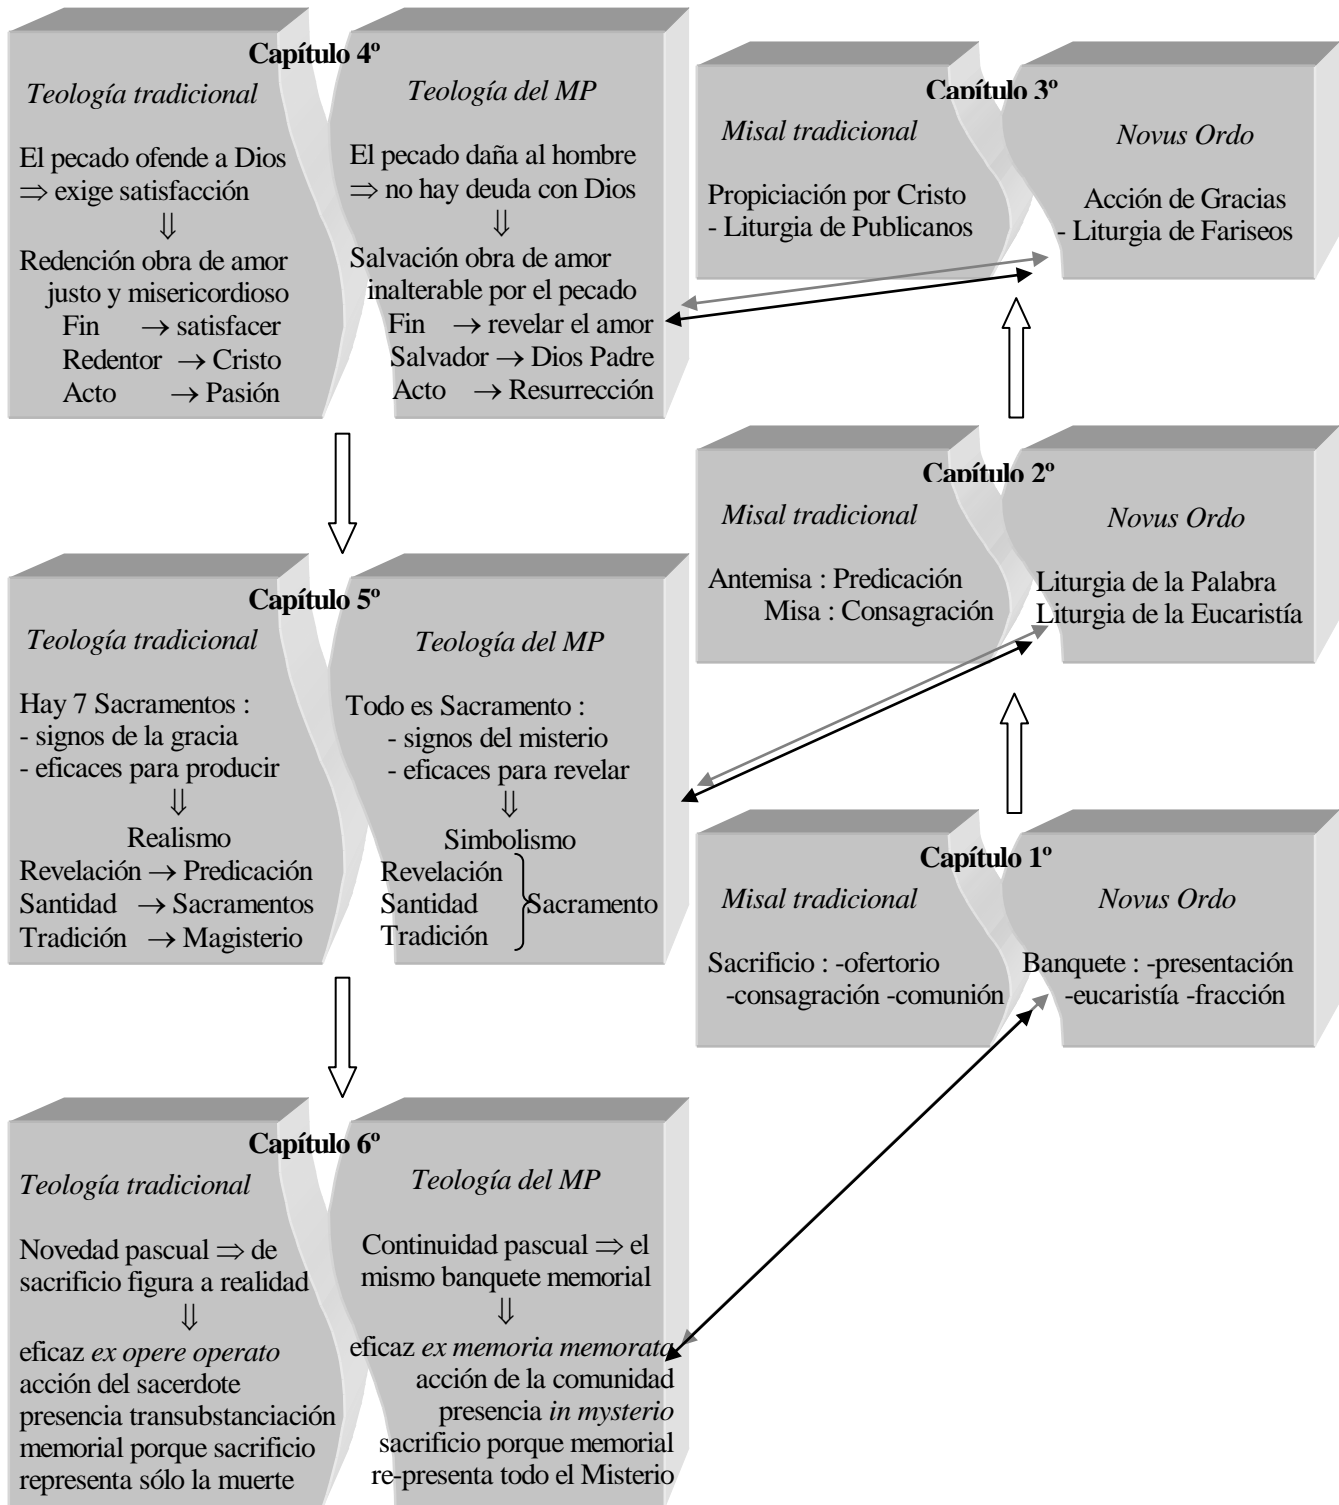 Capítulo 4º
Teología tradicional
El pecado ofende a Dios
⇒ exige satisfacción
⇓
Redención obra de amor
justo y misericordioso
Fin → satisfacer
Redentor → Cristo
Acto → Pasión
Teología del MP
El pecado daña al hombre
⇒ no hay deuda con Dios
⇓
Salvación obra de amor
inalterable por el pecado
Fin → revelar el amor
Salvador → Dios Padre
Acto → Resurrección
Capítulo 3º
Misal tradicional
Propiciación por Cristo
- Liturgia de Publicanos
Novus Ordo
Acción de Gracias
- Liturgia de Fariseos
Capítulo 2º
Misal tradicional
Antemisa : Predicación
Misa : Consagración
Novus Ordo
Liturgia de la Palabra
Liturgia de la Eucaristía
Capítulo 5º
Teología tradicional
Hay 7 Sacramentos :
- signos de la gracia
- eficaces para producir
⇓
Realismo
Revelación → Predicación
Santidad → Sacramentos
Tradición → Magisterio
Teología del MP
Todo es Sacramento :
- signos del misterio
- eficaces para revelar
⇓
Simbolismo
Revelación
Santidad
Tradición
Sacramento
Capítulo 1º
Misal tradicional
Sacrificio : -ofertorio
-consagración -comunión
Novus Ordo
Banquete : -presentación
-eucaristía -fracción
Capítulo 6º
Teología tradicional
Novedad pascual ⇒ de
sacrificio figura a realidad
⇓
eficaz ex opere operato
acción del sacerdote
presencia transubstanciación
memorial porque sacrificio
representa sólo la muerte
Teología del MP
Continuidad pascual ⇒ el
mismo banquete memorial
⇓
eficaz ex memoria memorata
acción de la comunidad
presencia in mysterio
sacrificio porque memorial
re-presenta todo el Misterio